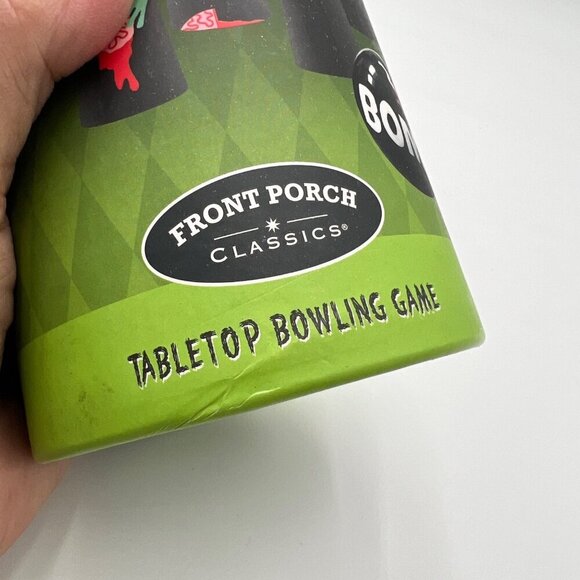 FRONT PORCH
CLASSICS®
TABLETOP BOWLING GAME